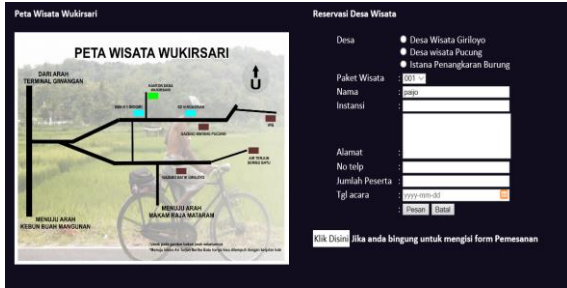 Peta Wisata Wukirsari
PETA WISATA WUKIRSARI
DARI ARAH
TERMINAL GIWANGAN
U
AIR TERJUN
MENUJU ARAH
KEBUN BUAH MANGUNAN
MENUJU ARAH
MAKAM RAJA MATARAM
Reservasi Desa Wisata
Desa
Desa Wisata Giriloyo
Desa wisata Pucung
Istana Penangkaran Burung
Paket Wisata : 001
Nama : paijo
Instansi :
Alamat :
No telp :
Jumlah Peserta :
Tgl acara : yyyy-mm-dd
: Pesan Batal
Klik Disini Jika anda bingung untuk mengisi form Pemesanan